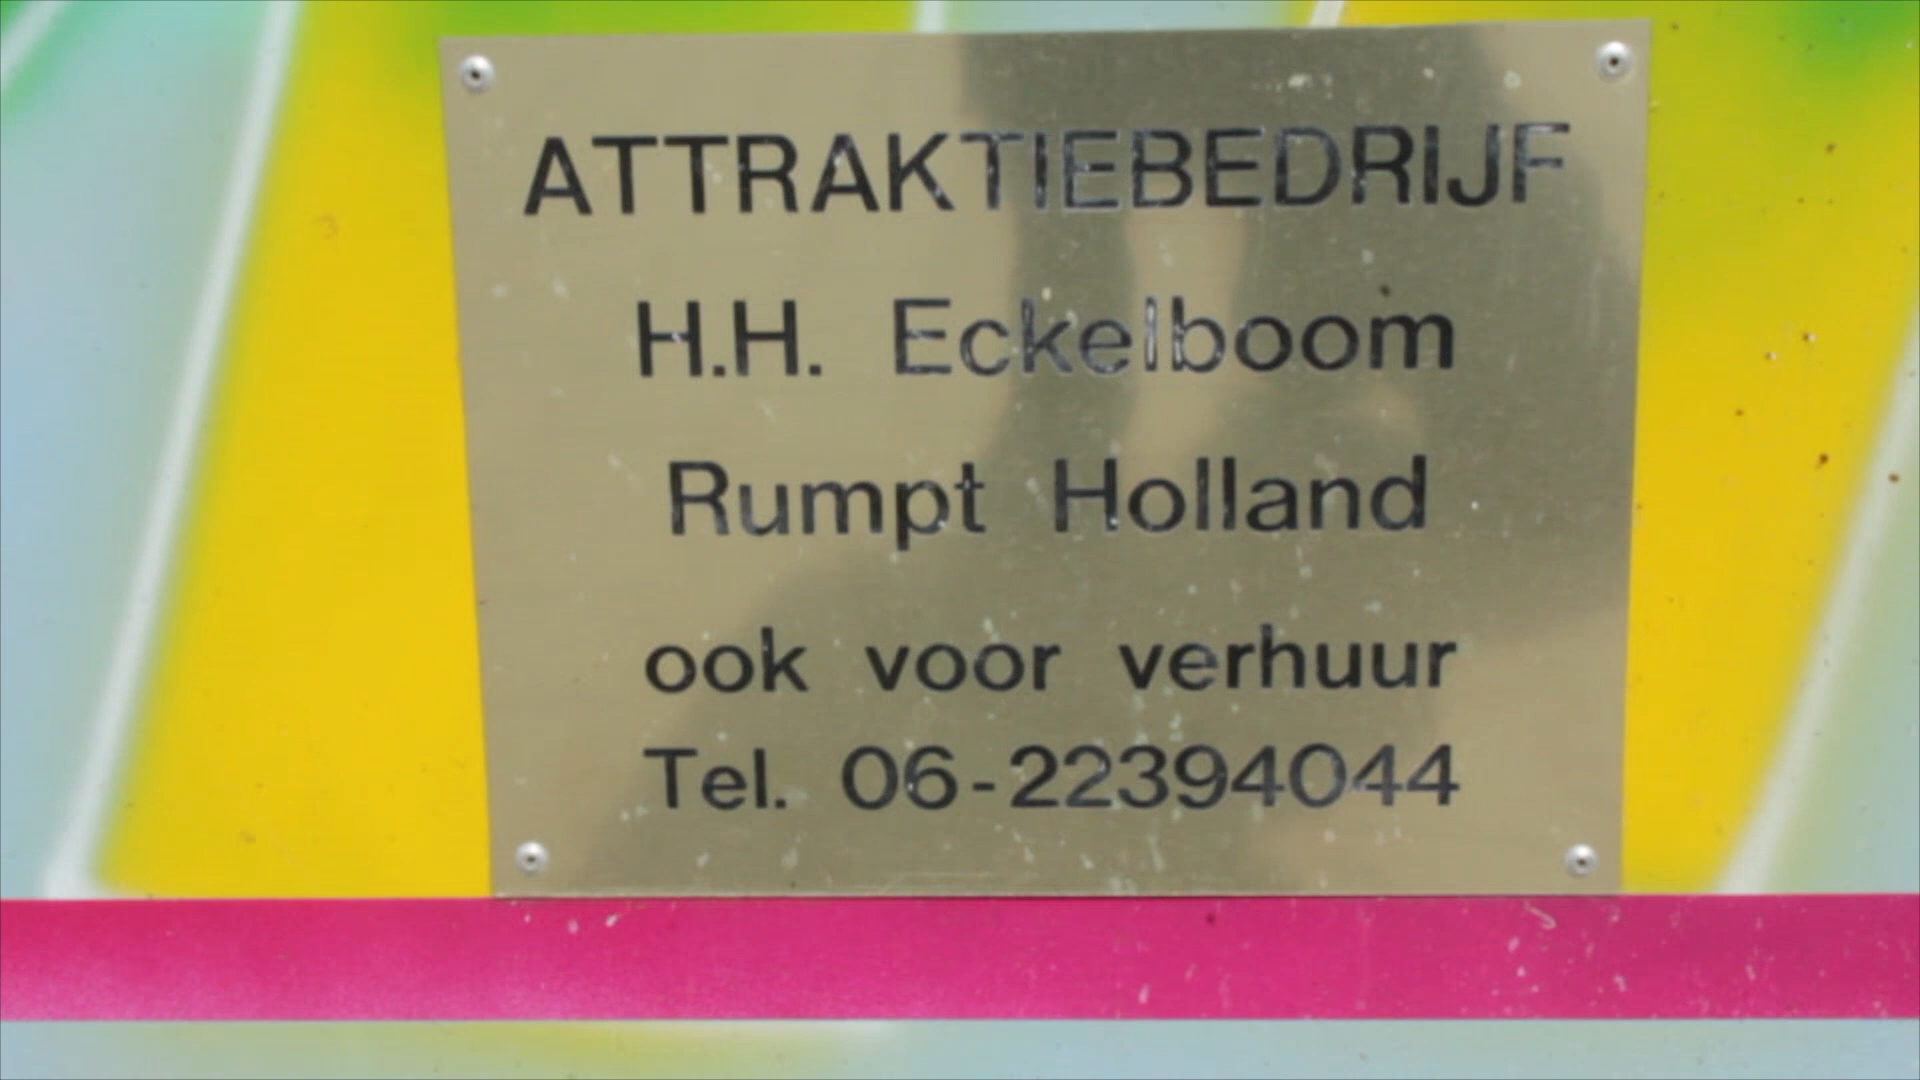 ATTRAKTIEBEDRIJF
H.H. Eckelboom
Rumpt Holland
ook voor verhuur
Tel. 06-22394044